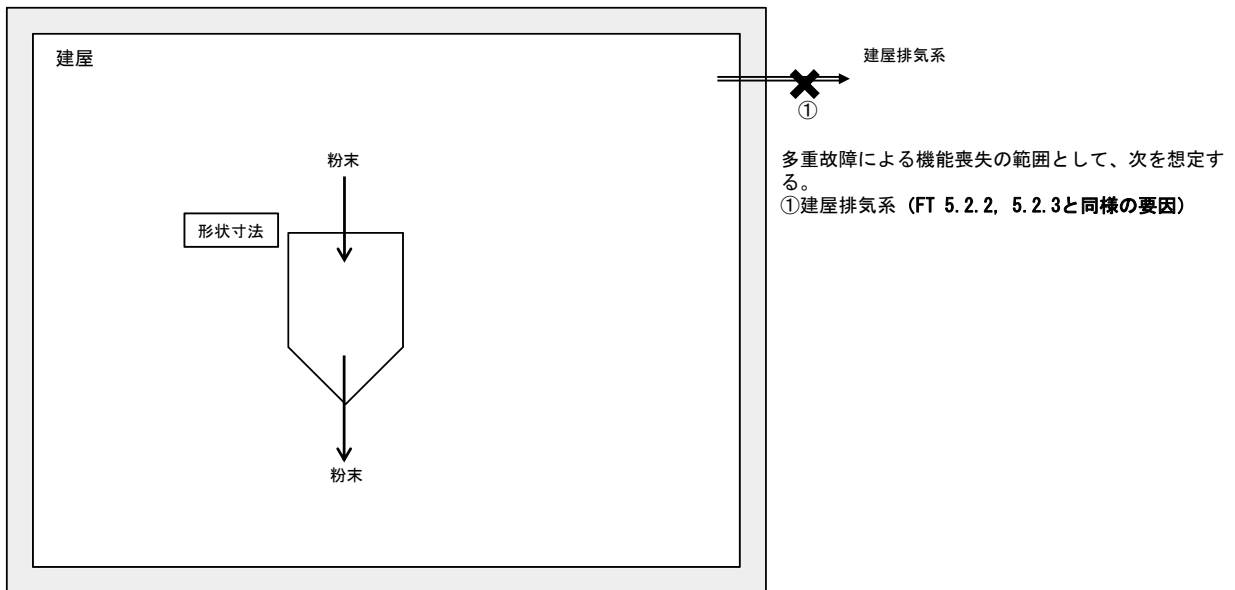 建屋
建屋排気系
①
多重故障による機能喪失の範囲として、次を想定す
る。
①建屋排気系 (FT 5.2.2, 5.2.3と同様の要因)
粉末
形状寸法
粉末